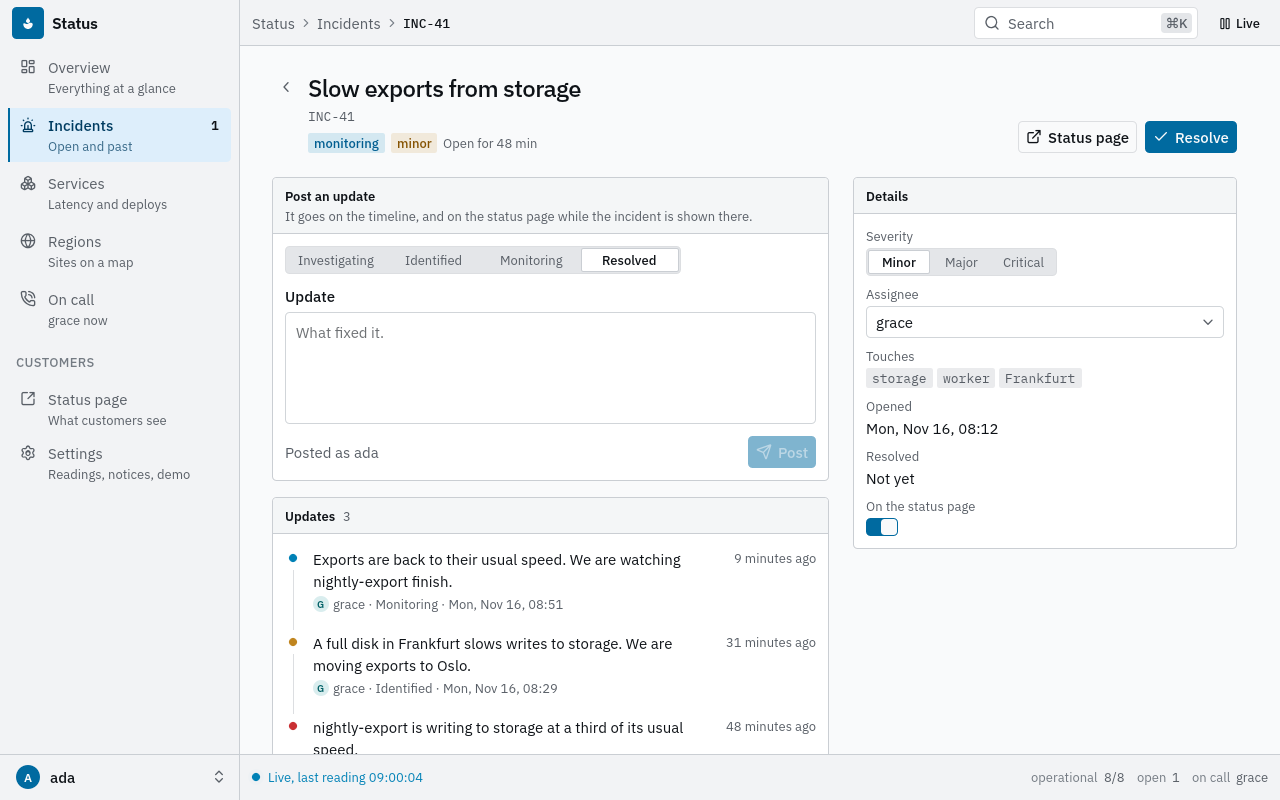 Status
Overview
Everything at a glance
Incidents 1
Open and past
Services
Latency and deploys
Regions
Sites on a map
On call
grace now
CUSTOMERS
Status page
What customers see
Settings
Readings, notices, demo
A ada
Status Incidents INC-41
Search ⌘K
Live
Slow exports from storage
INC-41
monitoring minor Open for 48 min
Status page
Resolve
Post an update
It goes on the timeline, and on the status page while the incident is shown there.
Investigating Identified Monitoring Resolved
Update
What fixed it.
Posted as ada
Post
Updates 3
Exports are back to their usual speed. We are watching
nightly-export finish.
9 minutes ago
G grace · Monitoring · Mon, Nov 16, 08:51
A full disk in Frankfurt slows writes to storage. We are
moving exports to Oslo.
31 minutes ago
G grace · Identified · Mon, Nov 16, 08:29
nightly-export is writing to storage at a third of its usual
speed.
48 minutes ago
Details
Severity
Minor Major Critical
Assignee
grace
Touches
storage worker Frankfurt
Opened
Mon, Nov 16, 08:12
Resolved
Not yet
On the status page
Live, last reading 09:00:04
operational 8/8 open 1 on call grace